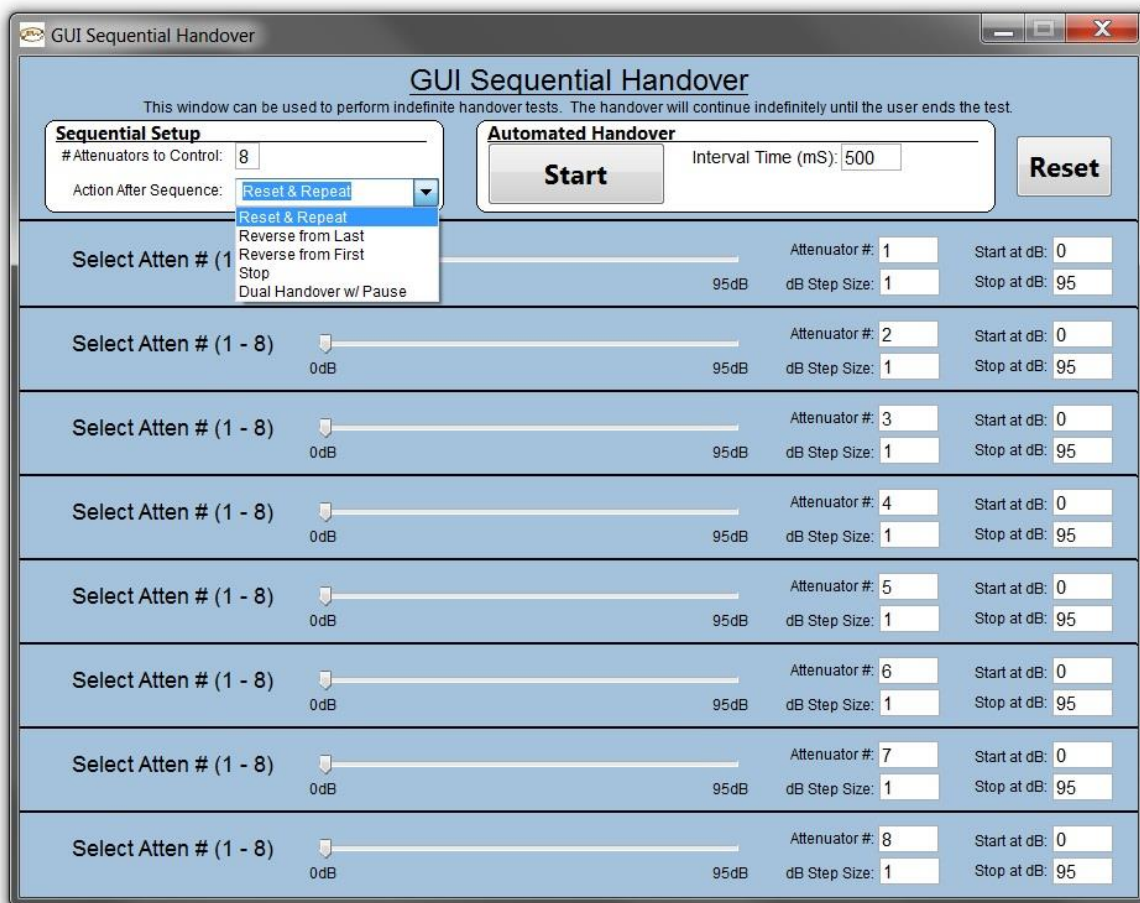 GUI Sequential Handover
GUI Sequential Handover
This window can be used to perform indefinite handover tests. The handover will continue indefinitely until the user ends the test.
Sequential Setup
# Attenuators to Control: 8
Action After Sequence: Reset & Repeat
Reset & Repeat
Reverse from Last
Reverse from First
Stop
Dual Handover w/ Pause
Automated Handover
Start
Interval Time (mS): 500
Reset
Select Atten # (1
95dB
Attenuator #: 1
Start at dB: 0
dB Step Size: 1
Stop at dB: 95
Select Atten # (1 - 8)
0dB
95dB
Attenuator #: 2
Start at dB: 0
dB Step Size: 1
Stop at dB: 95
Select Atten # (1 - 8)
0dB
95dB
Attenuator #: 3
Start at dB: 0
dB Step Size: 1
Stop at dB: 95
Select Atten # (1 - 8)
0dB
95dB
Attenuator #: 4
Start at dB: 0
dB Step Size: 1
Stop at dB: 95
Select Atten # (1 - 8)
0dB
95dB
Attenuator #: 5
Start at dB: 0
dB Step Size: 1
Stop at dB: 95
Select Atten # (1 - 8)
0dB
95dB
Attenuator #: 6
Start at dB: 0
dB Step Size: 1
Stop at dB: 95
Select Atten # (1 - 8)
0dB
95dB
Attenuator #: 7
Start at dB: 0
dB Step Size: 1
Stop at dB: 95
Select Atten # (1 - 8)
0dB
95dB
Attenuator #: 8
Start at dB: 0
dB Step Size: 1
Stop at dB: 95